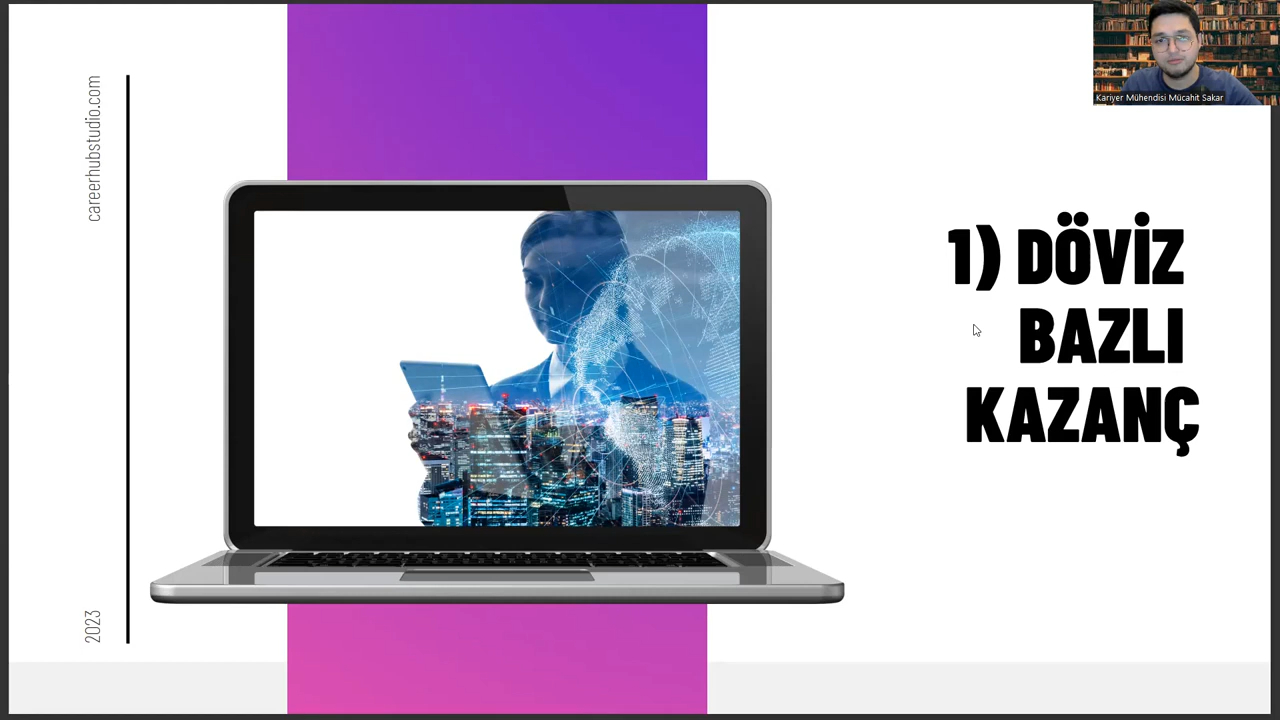 careerhubstudio.com
2023
1) DÖVİZ
BAZLI
KAZANÇ
Kariyer Mühendisi Mücahit Sakar